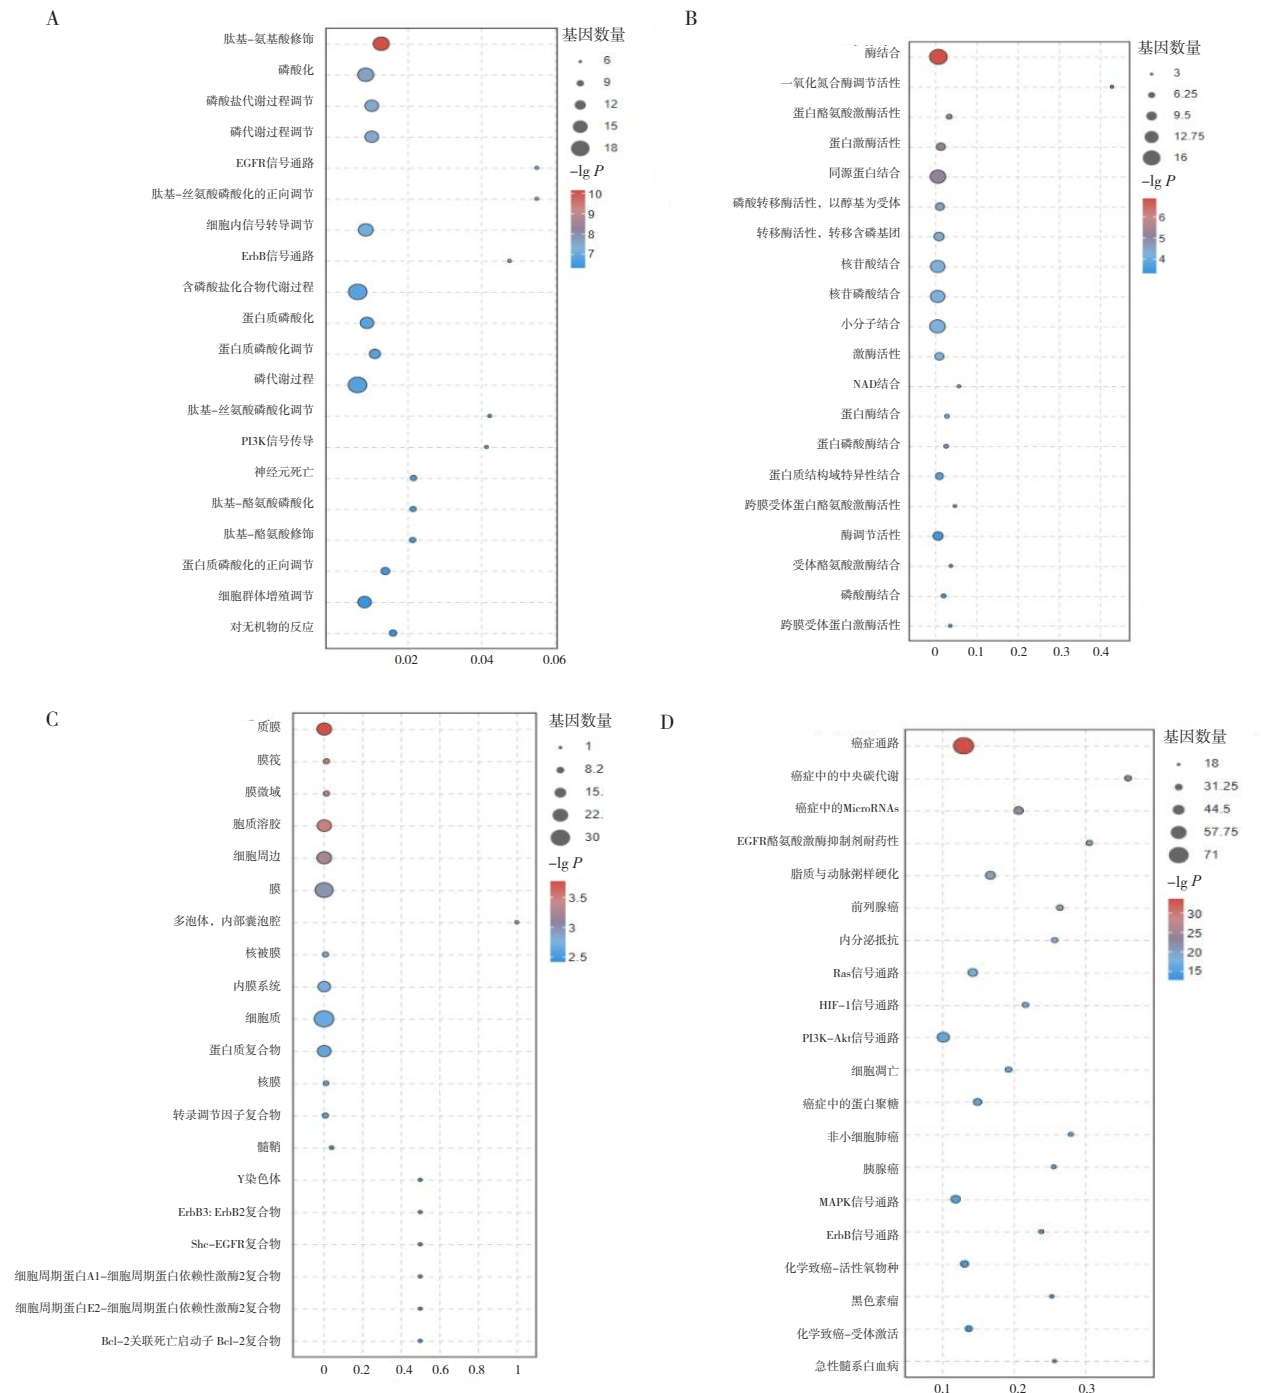 A
肽基-氨基酸修饰
磷酸化
磷酸盐代谢过程调节
磷代谢过程调节
EGFR信号通路
肽基-丝氨酸磷酸化的正向调节
细胞内信号转导调节
ErbB信号通路
含磷酸盐化合物代谢过程
蛋白质磷酸化
蛋白质磷酸化调节
磷代谢过程
肽基-丝氨酸磷酸化调节
PI3K信号传导
神经元死亡
肽基-酪氨酸磷酸化
肽基-酪氨酸修饰
蛋白质磷酸化的正向调节
细胞群体增殖调节
对无机物的反应
0.02 0.04 0.06
基因数量
6
9
12
15
18
-lg P
10
9
8
7
B
酶结合
一氧化氮合酶调节活性
蛋白酪氨酸激酶活性
蛋白激酶活性
同源蛋白结合
磷酸转移酶活性，以醇基为受体
转移酶活性，转移含磷基团
核苷酸结合
核苷磷酸结合
小分子结合
激酶活性
NAD结合
蛋白酶结合
蛋白磷酸酶结合
蛋白质结构域特异性结合
跨膜受体蛋白酪氨酸激酶活性
酶调节活性
受体酪氨酸激酶结合
磷酸酶结合
跨膜受体蛋白激酶活性
0 0.1 0.2 0.3 0.4
基因数量
3
6.25
9.5
12.75
16
-lg P
6
5
4
C
质膜
膜筏
膜微域
胞质溶胶
细胞周边
膜
多泡体，内部囊泡腔
核被膜
内膜系统
细胞质
蛋白质复合物
核膜
转录调节因子复合物
髓鞘
Y染色体
ErbB3: ErbB2复合物
Shc-EGFR复合物
细胞周期蛋白A1-细胞周期蛋白依赖性激酶2复合物
细胞周期蛋白E2-细胞周期蛋白依赖性激酶2复合物
Bcl-2关联死亡启动子 Bcl-2复合物
0 0.2 0.4 0.6 0.8 1
基因数量
1
8.2
15.
22.
30
-lg P
3.5
3
2.5
D
癌症通路
癌症中的中央碳代谢
癌症中的MicroRNAs
EGFR酪氨酸激酶抑制剂耐药性
脂质与动脉粥样硬化
前列腺癌
内分泌抵抗
Ras信号通路
HIF-1信号通路
PI3K-Akt信号通路
细胞凋亡
癌症中的蛋白聚糖
非小细胞肺癌
胰腺癌
MAPK信号通路
ErbB信号通路
化学致癌-活性氧物种
黑色素瘤
化学致癌-受体激活
急性髓系白血病
0.1 0.2 0.3
基因数量
18
31.25
44.5
57.75
71
-lg P
30
25
20
15